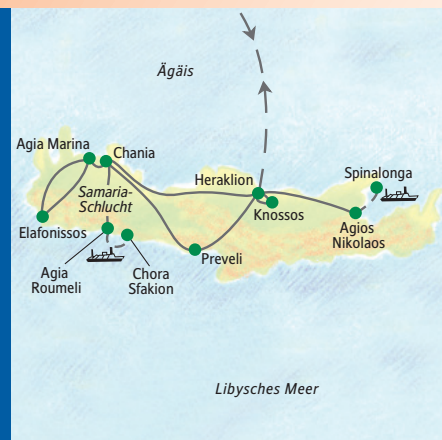 Ägäis
Agia Marina
Chania
Samaria-
Schlucht
Heraklion
Spinalonga
Knossos
Elafonissos
Agios
Nikolaos
Agia
Roumeli
Chora
Sfakion
Preveli
Libysches Meer